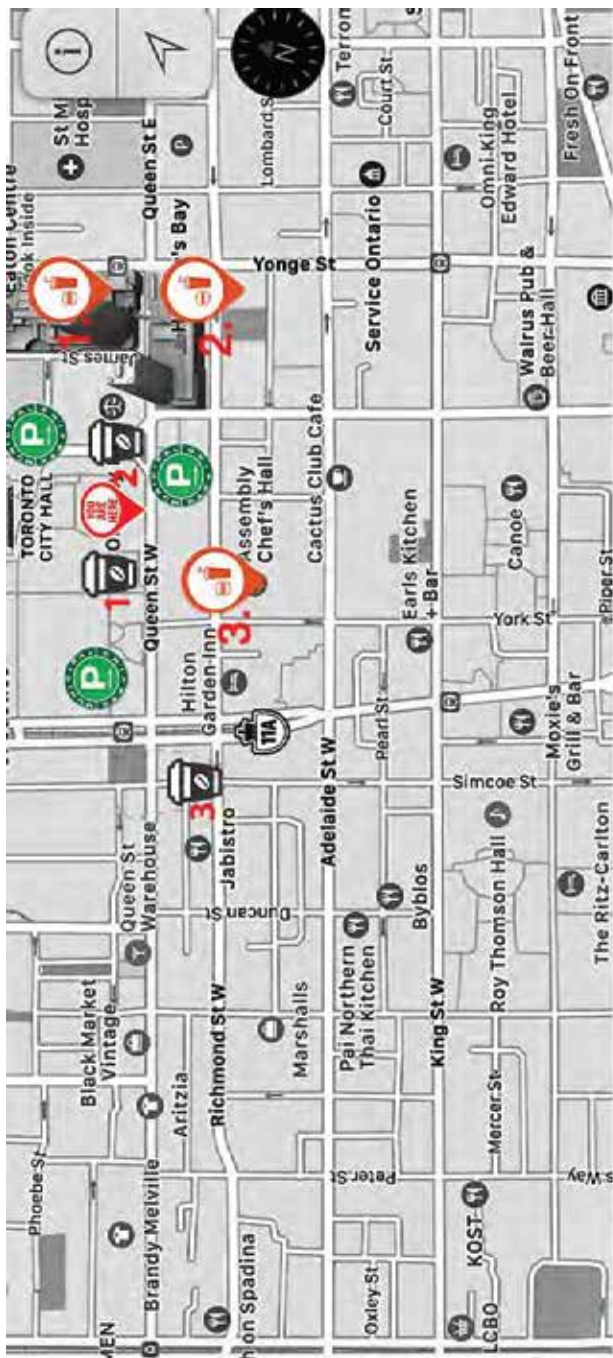 Phoebe St
MEN
Black Market
Vintage
Brandy Melville
Aritzia
Queen St
Warehouse
TORONTO
CITY HALL
P
P
P
YOU
ARE
HERE
1
2
3
Queen St W
James St
Eaton Centre
Inside
1.
2.
3.
St M
Hosp
Queen St E
P
's Bay
i
N
Richmond St W
Jabistro
Duncan St
Hilton
Garden Inn
11A
Assembly
Chef's Hall
Lombard S
Yonge St
n on Spadina
Marshalls
Cactus Club Cafe
Terron
Court St
Peter St
Oxley St
Pai Northern
Thai Kitchen
Adelaide St W
Pearl St
Service Ontario
Byblos
Earls Kitchen
+ Bar
King St W
LCBO
KOST
Mercer St
Roy Thomson Hall
Simcoe St
York St
Canoe
Omni King
Edward Hotel
Walrus Pub &
Beer Hall
Moxie's
Grill & Bar
The Ritz-Carlton
Fresh On Front
s Way
Piper St